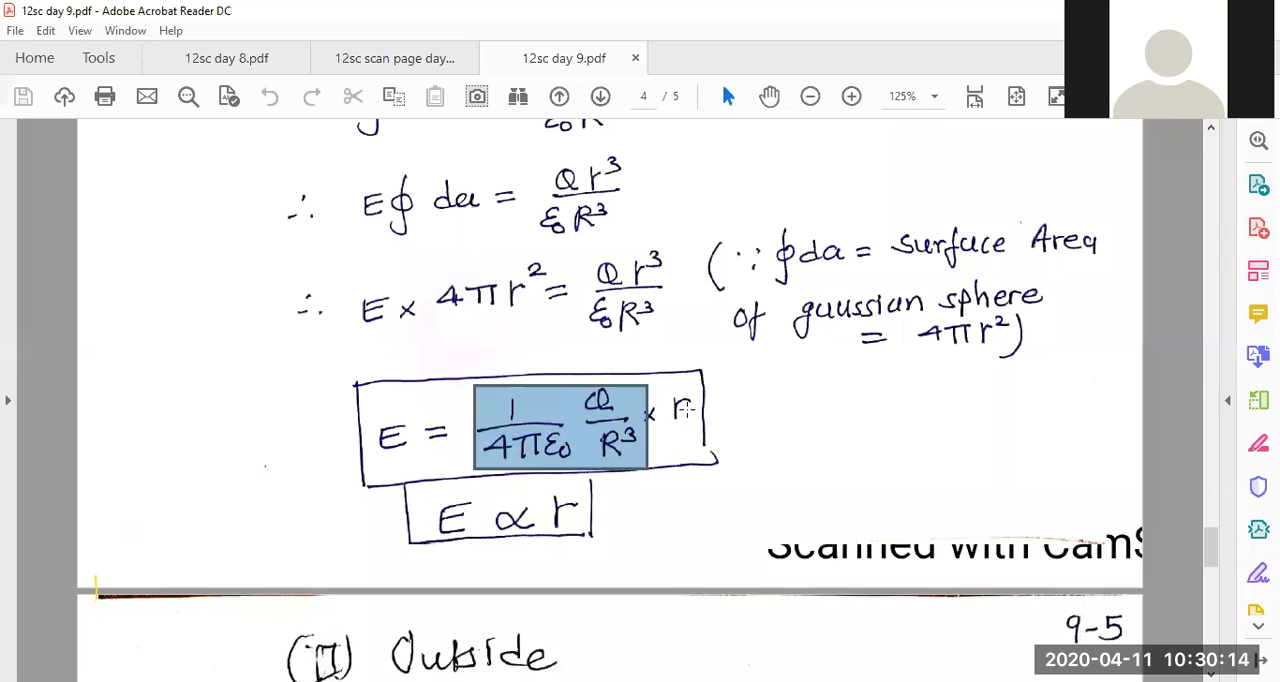 12sc day 9.pdf - Adobe Acrobat Reader DC
File Edit View Window Help
Home Tools 12sc day 8.pdf 12sc scan page day... 12sc day 9.pdf ×
4 / 5 125%
ε₀ R
∴ E∮ da = Q r³ / ε₀R³
∴ E × 4πr² = Q r³ / ε₀R³ (∵ ∮da = surface Area
of gaussian sphere
= 4πr²)
E = 1/4πε₀ Q/R³ × r
E ∝ r
Scanned with CamS
9-5
(II) Outside
2020-04-11 10:30:14